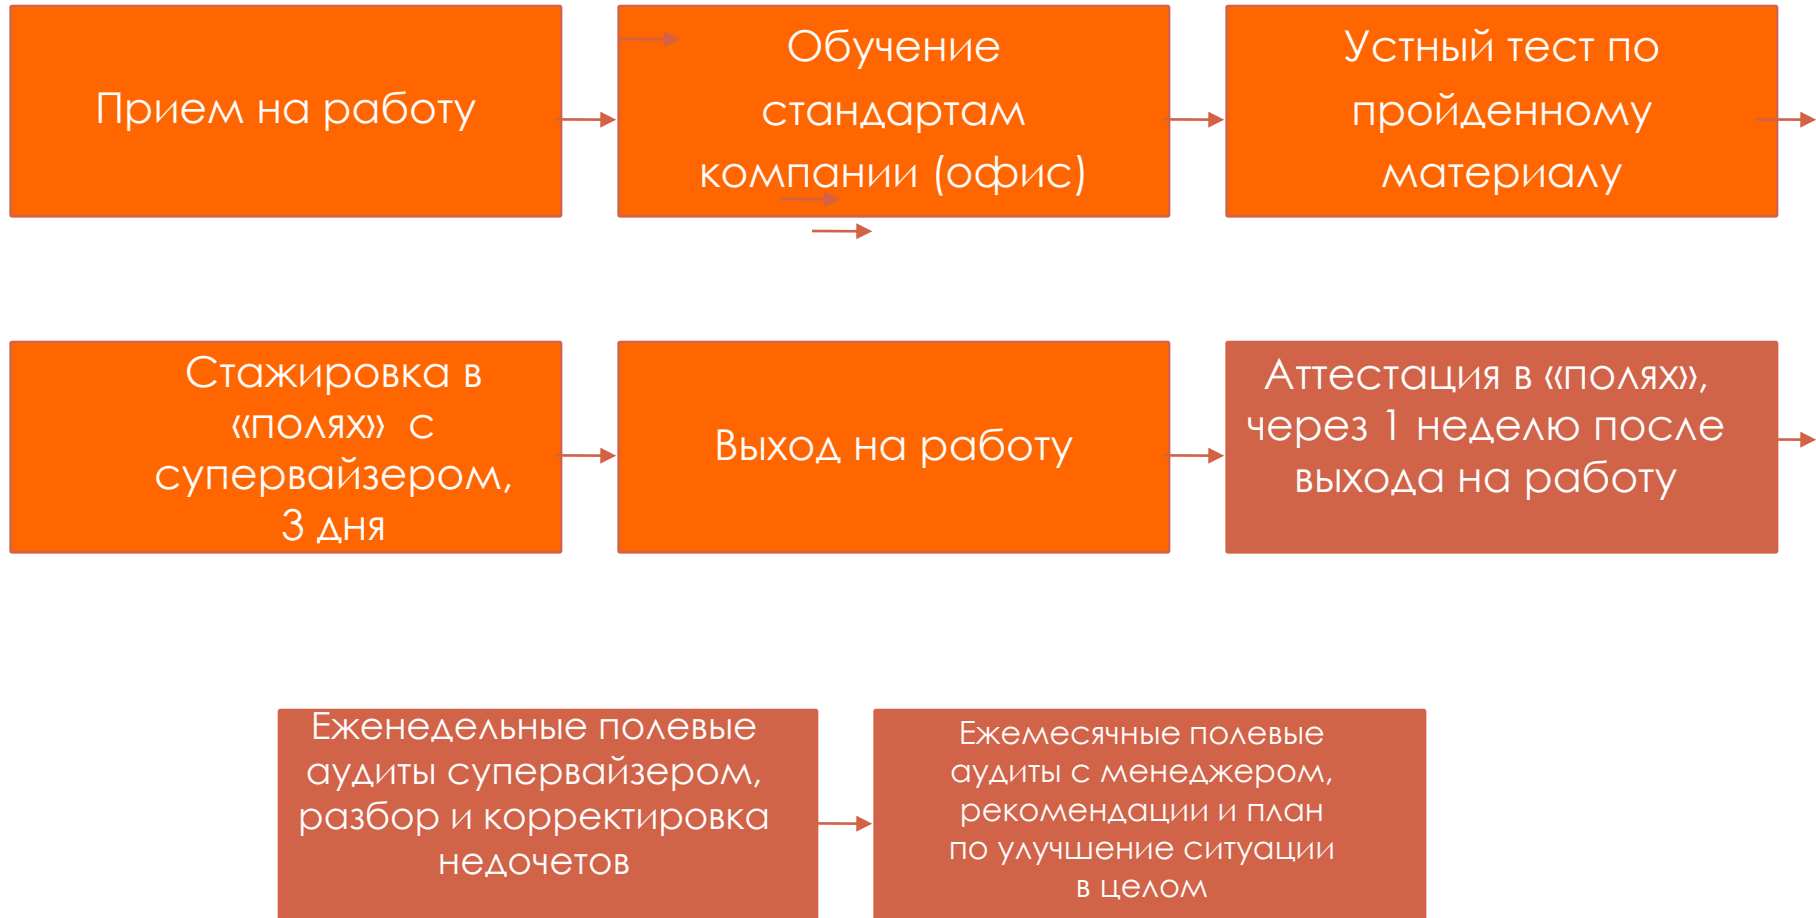 Прием на работу
Обучение
стандартам
компании (офис)
Устный тест по
пройденному
материалу
Стажировка в
«полях» с
супервайзером,
3 дня
Выход на работу
Аттестация в «полях»,
через 1 неделю после
выхода на работу
Еженедельные полевые
аудиты супервайзером,
разбор и корректировка
недочетов
Ежемесячные полевые
аудиты с менеджером,
рекомендации и план
по улучшение ситуации
в целом